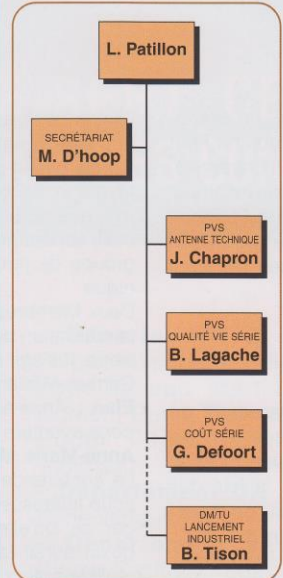 L. Patillon
SECRÉTARIAT
M. D'hoop
PVS
ANTENNE TECHNIQUE
J. Chapron
PVS
QUALITÉ VIE SÉRIE
B. Lagache
PVS
COÛT SÉRIE
G. Defoort
DM/TU
LANCEMENT
INDUSTRIEL
B. Tison